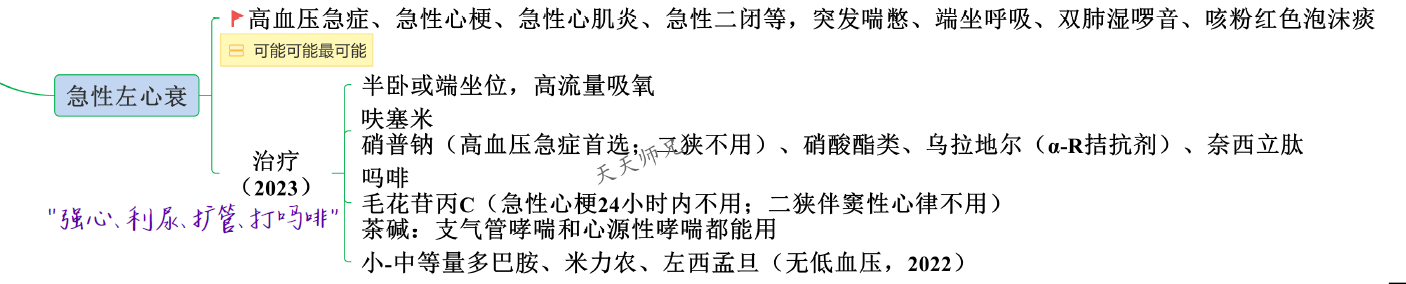 高血压急症、急性心梗、急性心肌炎、急性二闭等，突发喘憋、端坐呼吸、双肺湿啰音、咳粉红色泡沫痰
可能可能最可能
急性左心衰
半卧或端坐位，高流量吸氧
呋塞米
硝普钠（高血压急症首选；二狭不用）、硝酸酯类、乌拉地尔（α-R拮抗剂）、奈西立肽
天天师兄
治疗
（2023）
吗啡
毛花苷丙C（急性心梗24小时内不用；二狭伴窦性心律不用）
"强心、利尿、扩管、打吗啡"
茶碱：支气管哮喘和心源性哮喘都能用
小-中等量多巴胺、米力农、左西孟旦（无低血压，2022）